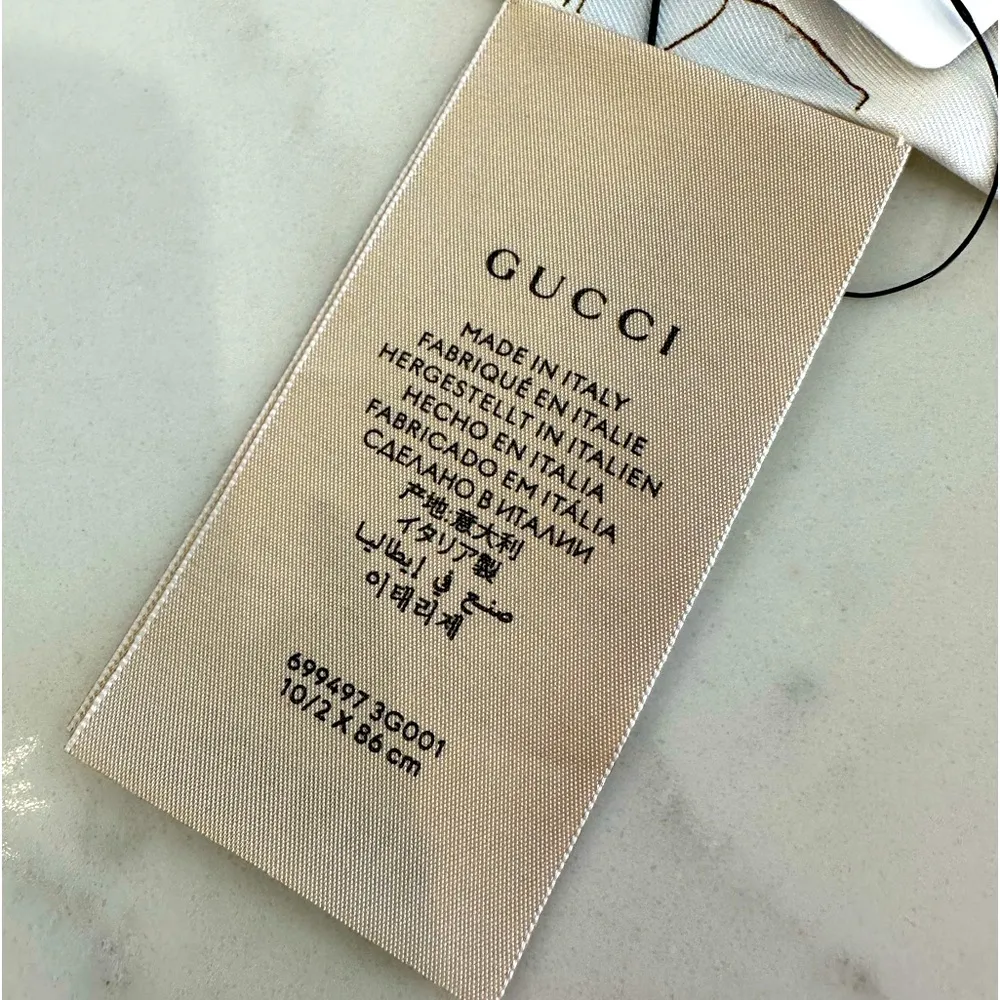 GUCCI
MADE IN ITALY
FABRIQUÉ EN ITALIE
HERGESTELLT IN ITALIEN
HECHO EN ITALIA
FABRICADO EM ITÁLIA
СДЕЛАНО В ИТАЛИИ
产地:意大利
イタリア製
صنع في إيطاليا
이태리제
699497 3G001
10/2 X 86 cm